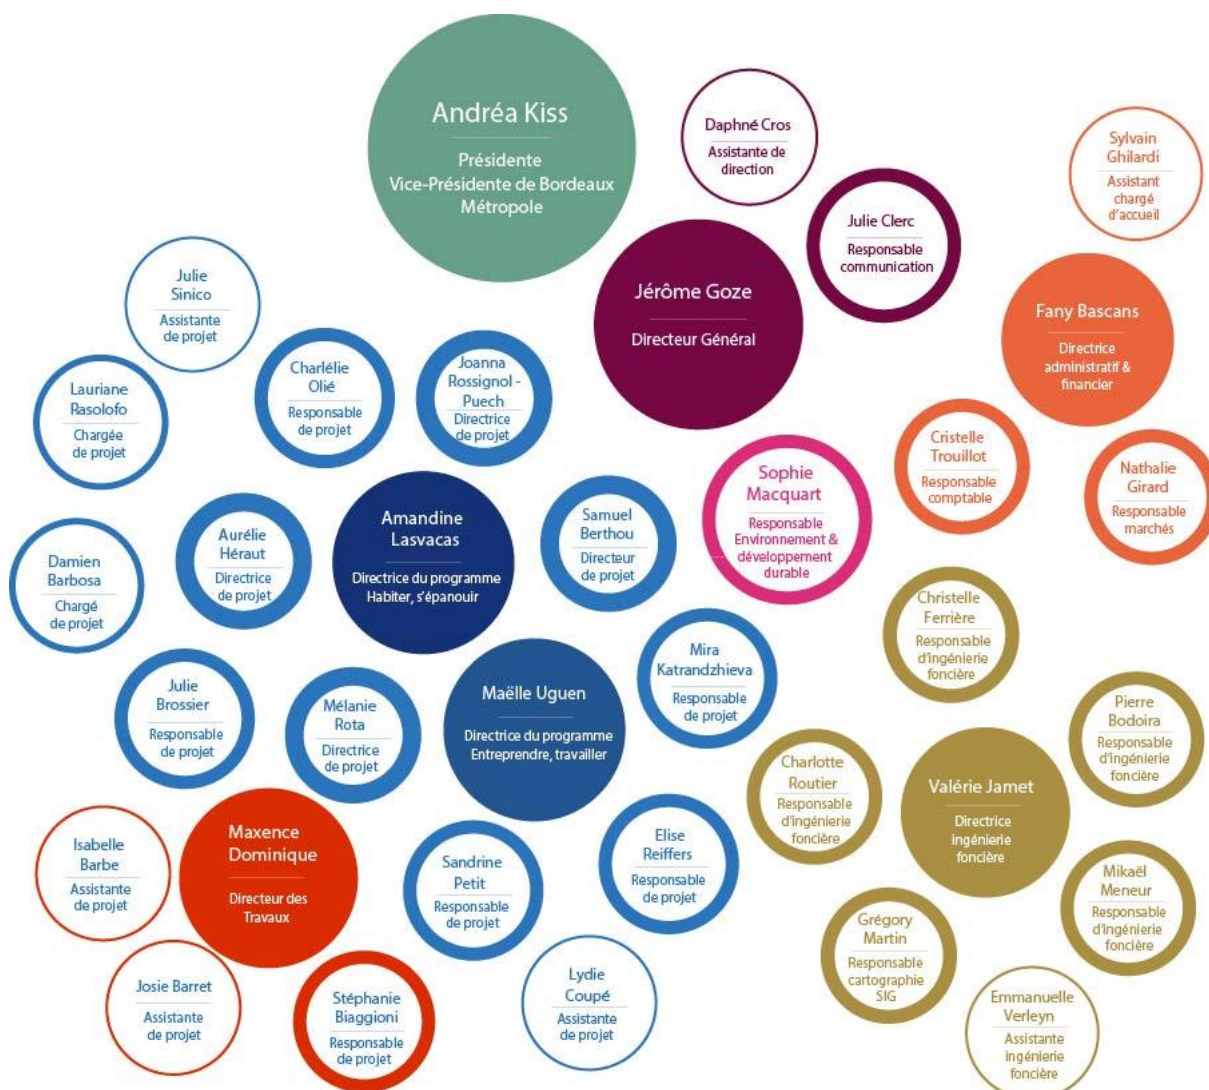 Andréa Kiss
Présidente
Vice-Présidente de Bordeaux
Métropole
Daphné Cros
Assistante de
direction
Sylvain
Ghilardi
Assistant
chargé
d'accueil
Julie Clerc
Responsable
communication
Jérôme Goze
Directeur Général
Fany Bascans
Directrice
administratif &
financier
Julie
Sinico
Assistante
de projet
Charlélie
Olié
Responsable
de projet
Joanna
Rossignol -
Puech
Directrice
de projet
Lauriane
Rasolofo
Chargée
de projet
Cristelle
Trouillot
Responsable
comptable
Nathalie
Girard
Responsable
marchés
Sophie
Macquart
Responsable
Environnement &
développement
durable
Amandine
Lasvacas
Directrice du programme
Habiter, s'épanouir
Samuel
Berthou
Directeur
de projet
Aurélie
Héraut
Directrice
de projet
Damien
Barbosa
Chargé
de projet
Christelle
Ferrière
Responsable
d'ingénierie
foncière
Mira
Katrandzhieva
Responsable
de projet
Maëlle Uguen
Directrice du programme
Entreprendre, travailler
Julie
Brossier
Responsable
de projet
Mélanie
Rota
Directrice
de projet
Pierre
Bodoira
Responsable
d'ingénierie
foncière
Charlotte
Routier
Responsable
d'ingénierie
foncière
Valérie Jamet
Directrice
ingénierie
foncière
Maxence
Dominique
Directeur des
Travaux
Isabelle
Barbe
Assistante
de projet
Sandrine
Petit
Responsable
de projet
Elise
Reiffers
Responsable
de projet
Mikaël
Meneur
Responsable
d'ingénierie
foncière
Grégory
Martin
Responsable
cartographie
SIG
Josie Barret
Assistante
de projet
Stéphanie
Biaggioni
Responsable
de projet
Lydie
Coupé
Assistante
de projet
Emmanuelle
Verleyn
Assistante
ingénierie
foncière